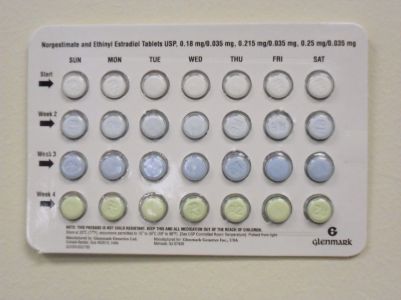 Norgestimate and Ethinyl Estradiol Tablets USP, 0.18 mg/0.035 mg, 0.215 mg/0.035 mg, 0.25 mg/0.035 mg
SUN MON TUE WED THU FRI SAT
Start
Week 2
Week 3
Week 4
NOTE: THIS PACKAGE IS NOT CHILD RESISTANT. KEEP THIS AND ALL MEDICATION OUT OF THE REACH OF CHILDREN.
Manufactured for: Glenmark Generics Inc., USA
Mahwah, NJ 07430
G
GLENMARK